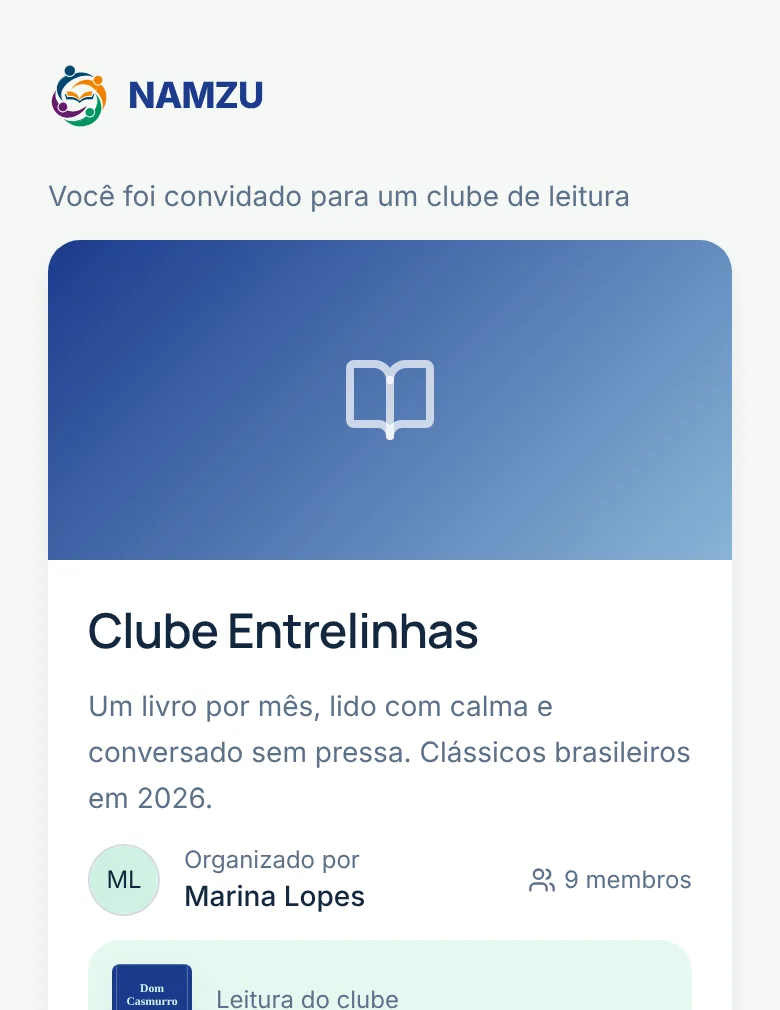 NAMZU
Você foi convidado para um clube de leitura
Clube Entrelinhas
Um livro por mês, lido com calma e
conversado sem pressa. Clássicos brasileiros
em 2026.
ML
Organizado por
Marina Lopes
9 membros
Dom
Casmurro
Leitura do clube